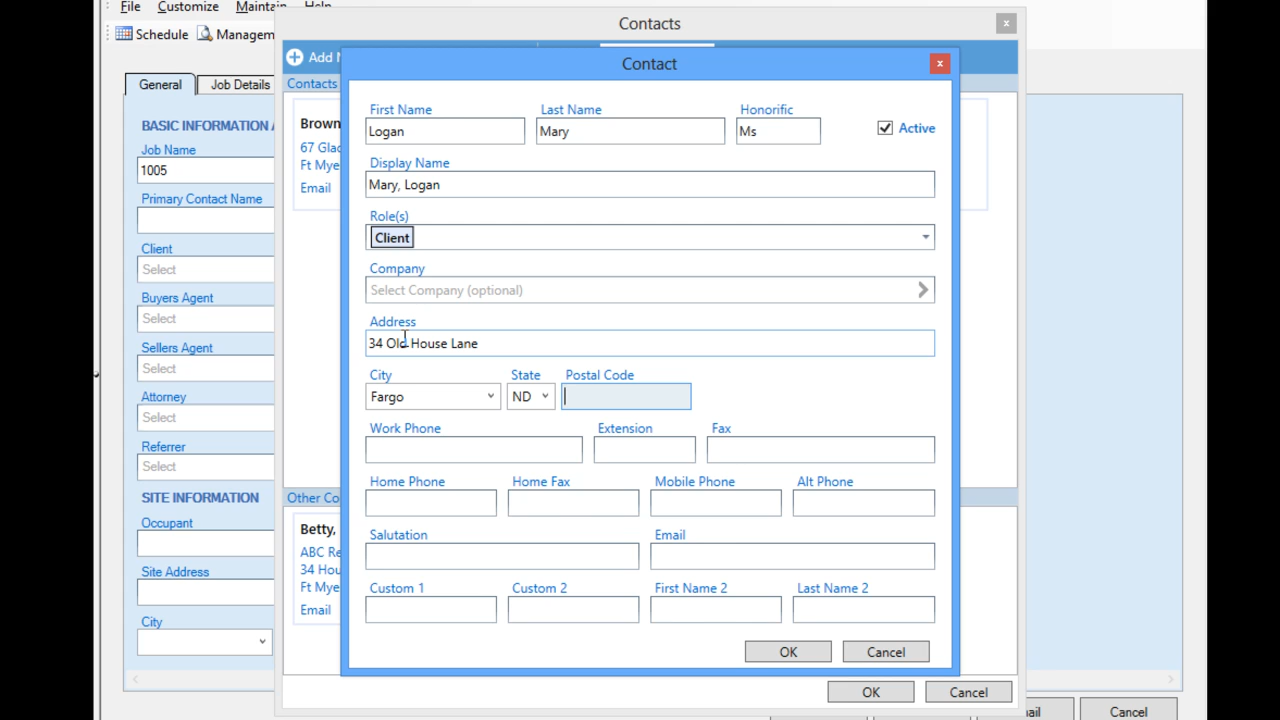 File Customize Maintain Help
Contacts
x
Schedule Managem
Add N
Contact
x
General Job Details
Contacts
BASIC INFORMATION A
Job Name
1005
Primary Contact Name
Client
Select
Buyers Agent
Select
Sellers Agent
Select
Attorney
Select
Referrer
Select
SITE INFORMATION
Occupant
Site Address
City
Brown
67 Glad
Ft Mye
Email
Other Co
Betty,
ABC Re
34 Hou
Ft Mye
Email
First Name Last Name Honorific
Logan Mary Ms Active
Display Name
Mary, Logan
Role(s)
Client
Company
Select Company (optional)
Address
34 Old House Lane
City State Postal Code
Fargo ND
Work Phone Extension Fax
Home Phone Home Fax Mobile Phone Alt Phone
Salutation Email
Custom 1 Custom 2 First Name 2 Last Name 2
OK Cancel
OK Cancel
ail Cancel